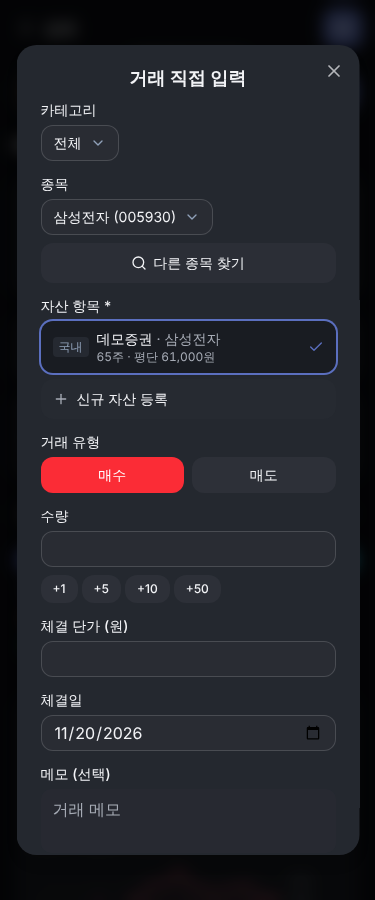 거래 직접 입력
카테고리
전체
종목
삼성전자 (005930)
다른 종목 찾기
자산 항목 *
국내 데모증권 · 삼성전자
65주 · 평단 61,000원
신규 자산 등록
거래 유형
매수 매도
수량
+1 +5 +10 +50
체결 단가 (원)
체결일
11/20/2026
메모 (선택)
거래 메모